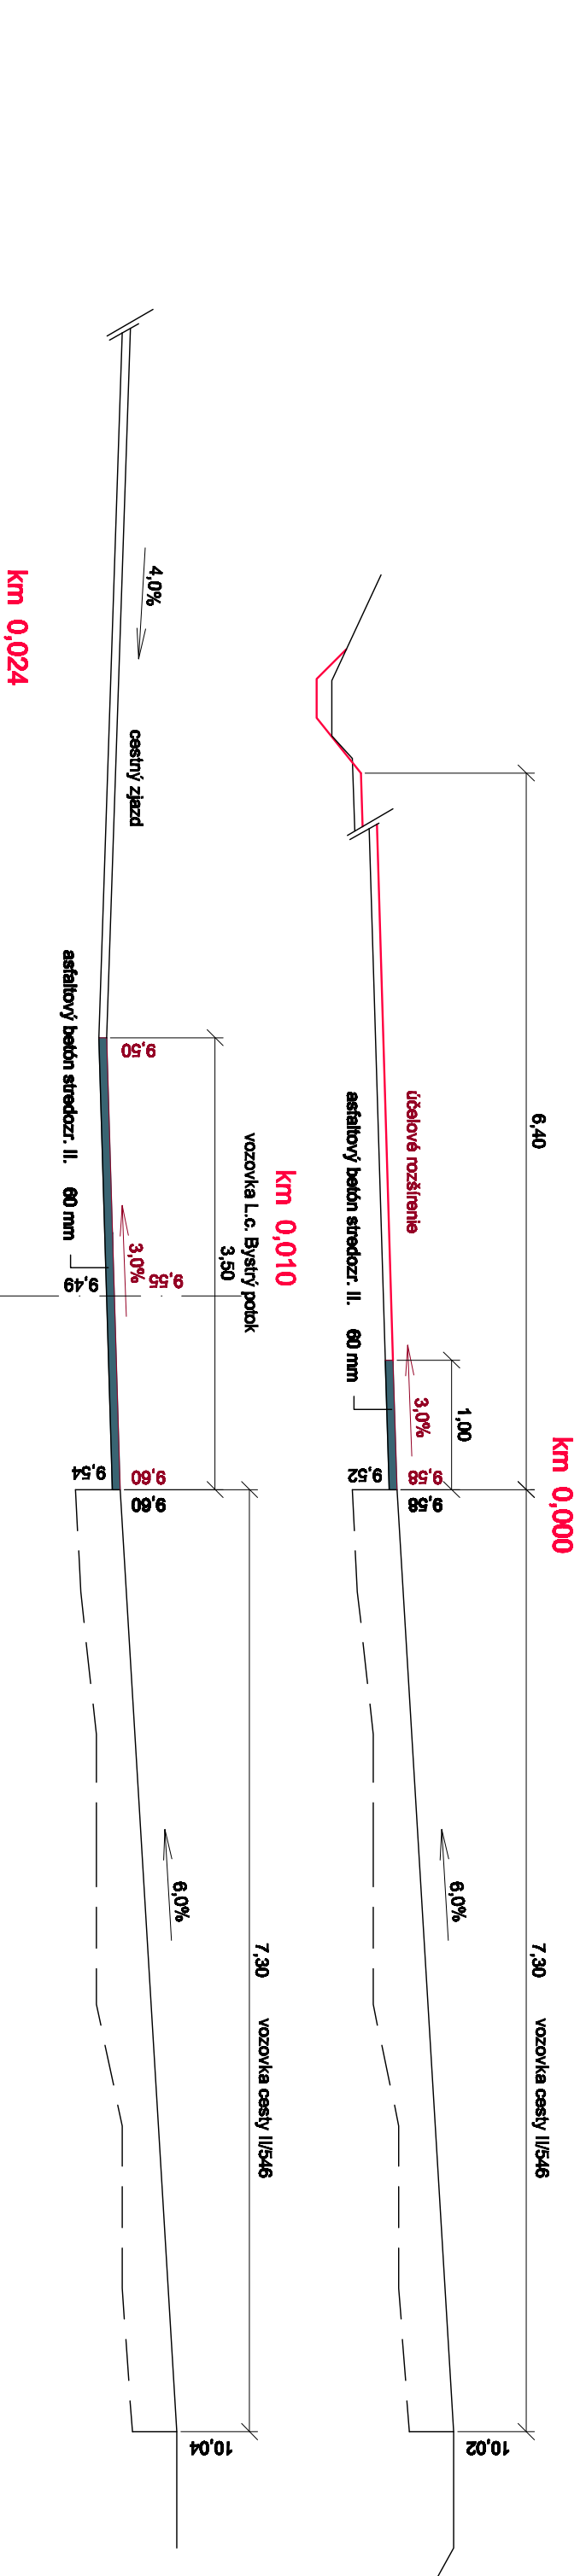 km 0,000
6,40
7,30 vozovka cesty II/546
1,00
účelové rozšírenie
3,0%
6,0%
asfaltový betón stredozr. II. 60 mm
9,52
9,58
9,58
10,02
km 0,010
vozovka L.c. Bystrý potok
3,50
7,30 vozovka cesty II/546
4,0%
cestný zjazd
9,50
3,0%
9,55
6,0%
asfaltový betón stredozr. II. 60 mm
9,49
9,54
9,60
9,60
10,04
km 0,024